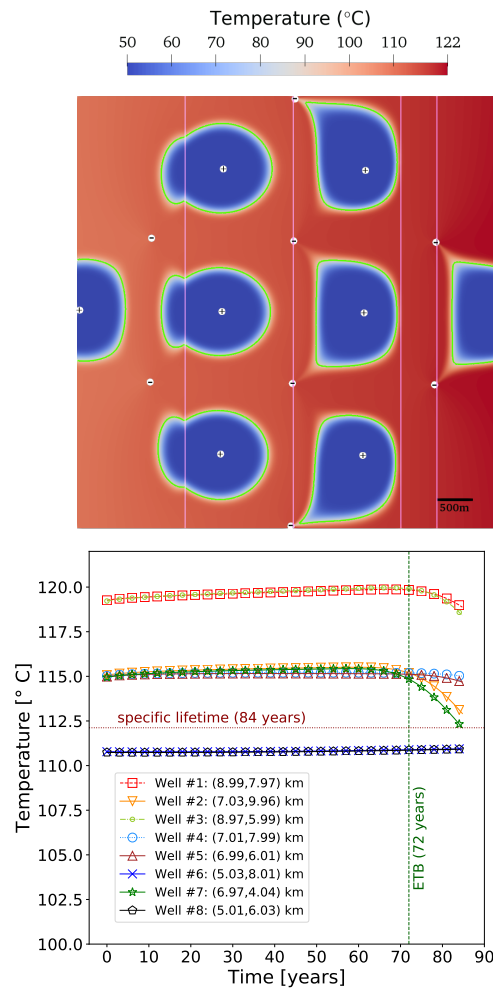 Temperature (°C)
50 60 70 80 90 100 110 122
500m
120.0
117.5
115.0
112.5
110.0
107.5
105.0
102.5
100.0
Temperature [° C]
specific lifetime (84 years)
ETB (72 years)
Well #1: (8.99,7.97) km
Well #2: (7.03,9.96) km
Well #3: (8.97,5.99) km
Well #4: (7.01,7.99) km
Well #5: (6.99,6.01) km
Well #6: (5.03,8.01) km
Well #7: (6.97,4.04) km
Well #8: (5.01,6.03) km
0 10 20 30 40 50 60 70 80 90
Time [years]